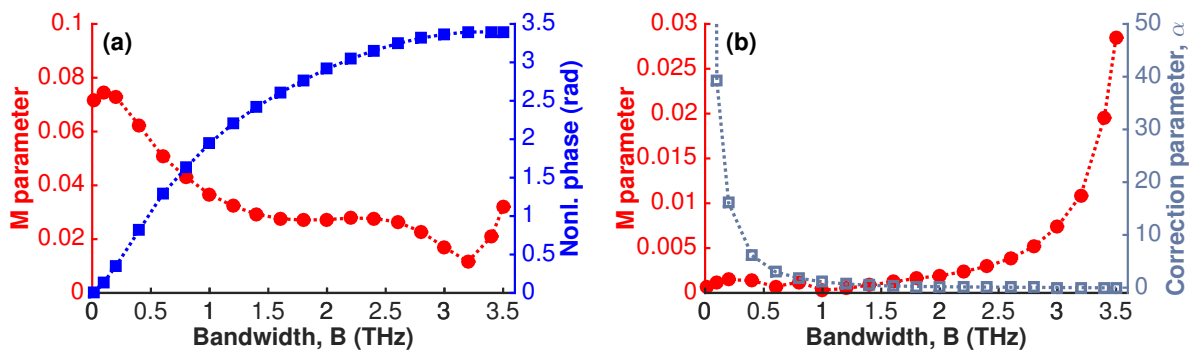 (a)
M parameter
0.1
0.08
0.06
0.04
0.02
0
0 0.5 1 1.5 2 2.5 3 3.5
Bandwidth, B (THz)
3.5
3
2.5
2
1.5
1
0.5
0
Nonl. phase (rad)
(b)
M parameter
0.03
0.025
0.02
0.015
0.01
0.005
0
0 0.5 1 1.5 2 2.5 3 3.5
Bandwidth, B (THz)
50
40
30
20
10
0
Correction parameter, α